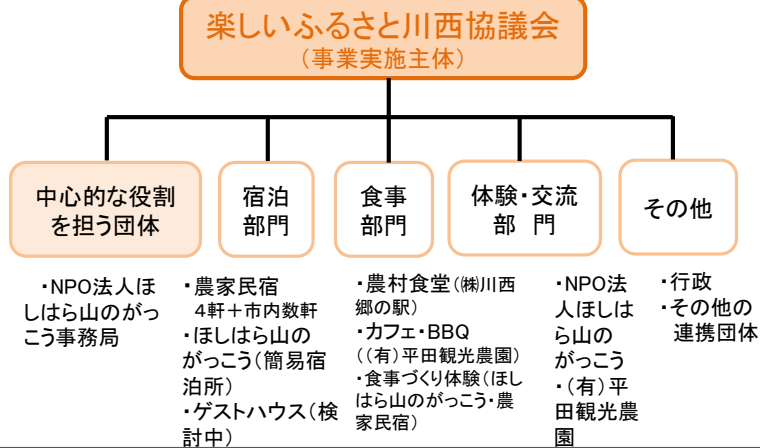 楽しいふるさと川西協議会
(事業実施主体)
中心的な役割
を担う団体
宿泊
部門
食事
部門
体験・交流
部 門
その他
・NPO法人ほ
しはら山のがっ
こう事務局
・農家民宿
4軒+市内数軒
・ほしはら山の
がっこう(簡易宿
泊所)
・ゲストハウス(検
討中)
・農村食堂(㈱川西
郷の駅)
・カフェ・BBQ
((有)平田観光農園)
・食事づくり体験(ほし
はら山のがっこう・農
家民宿)
・NPO法
人ほしは
ら山の
がっこう
・(有)平
田観光農
園
・行政
・その他の
連携団体